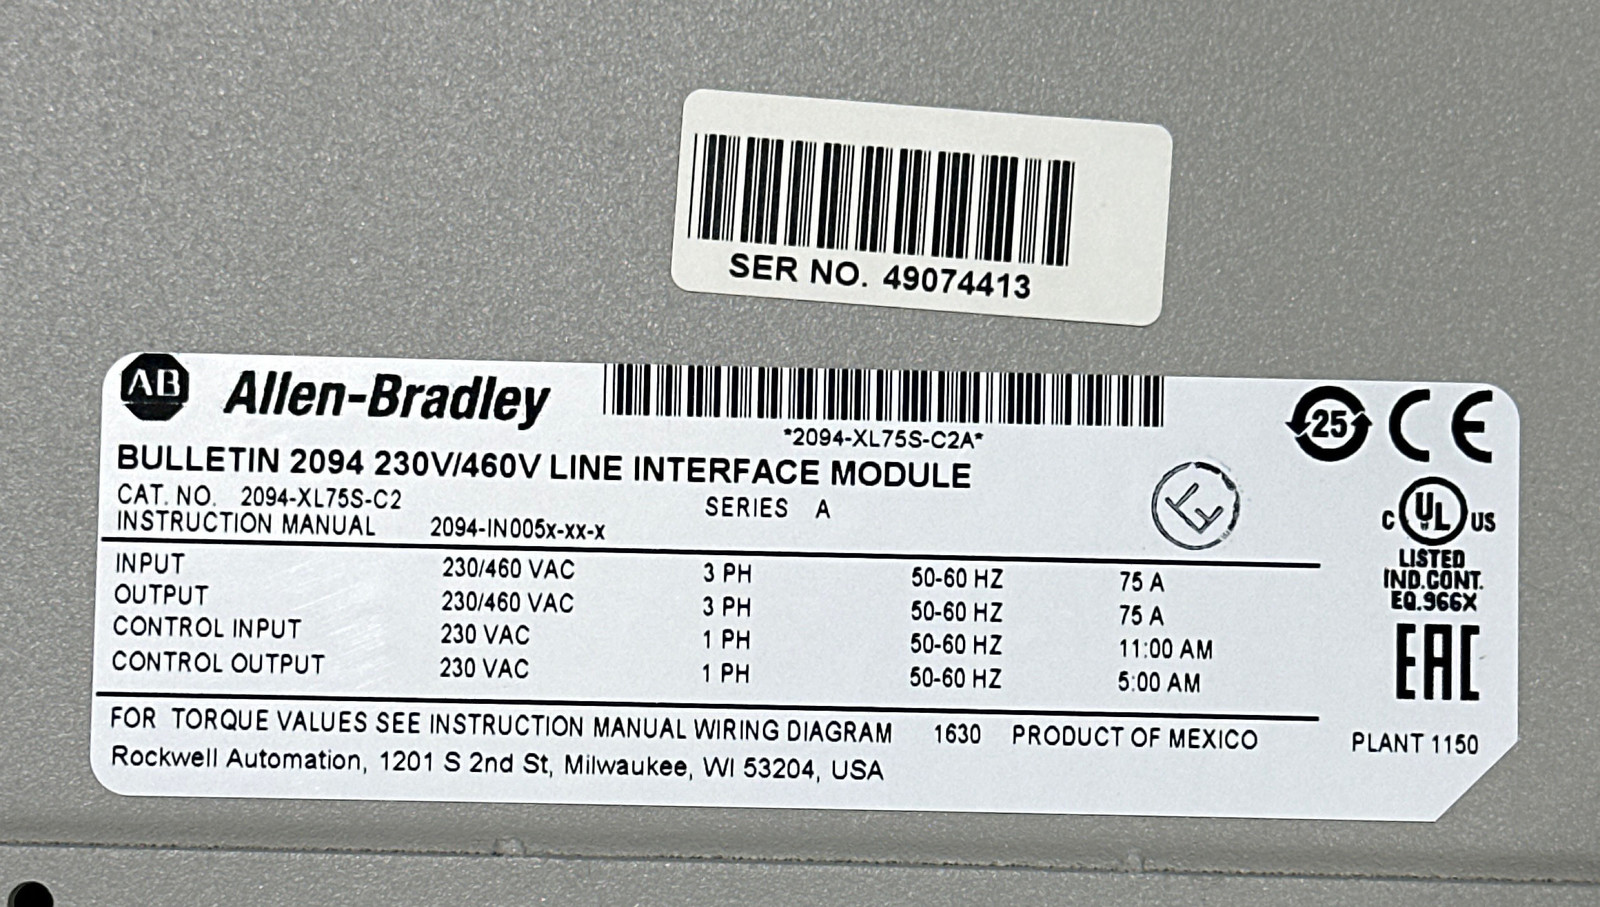 SER NO. 49074413
AB Allen-Bradley
*2094-XL75S-C2A*
25 CE
BULLETIN 2094 230V/460V LINE INTERFACE MODULE
CAT. NO. 2094-XL75S-C2 SERIES A
INSTRUCTION MANUAL 2094-IN005x-xx-x
C UL US
LISTED
IND.CONT.
EQ.966X
EAC
INPUT 230/460 VAC 3 PH 50-60 HZ 75 A
OUTPUT 230/460 VAC 3 PH 50-60 HZ 75 A
CONTROL INPUT 230 VAC 1 PH 50-60 HZ 11:00 AM
CONTROL OUTPUT 230 VAC 1 PH 50-60 HZ 5:00 AM
FOR TORQUE VALUES SEE INSTRUCTION MANUAL WIRING DIAGRAM 1630 PRODUCT OF MEXICO PLANT 1150
Rockwell Automation, 1201 S 2nd St, Milwaukee, WI 53204, USA